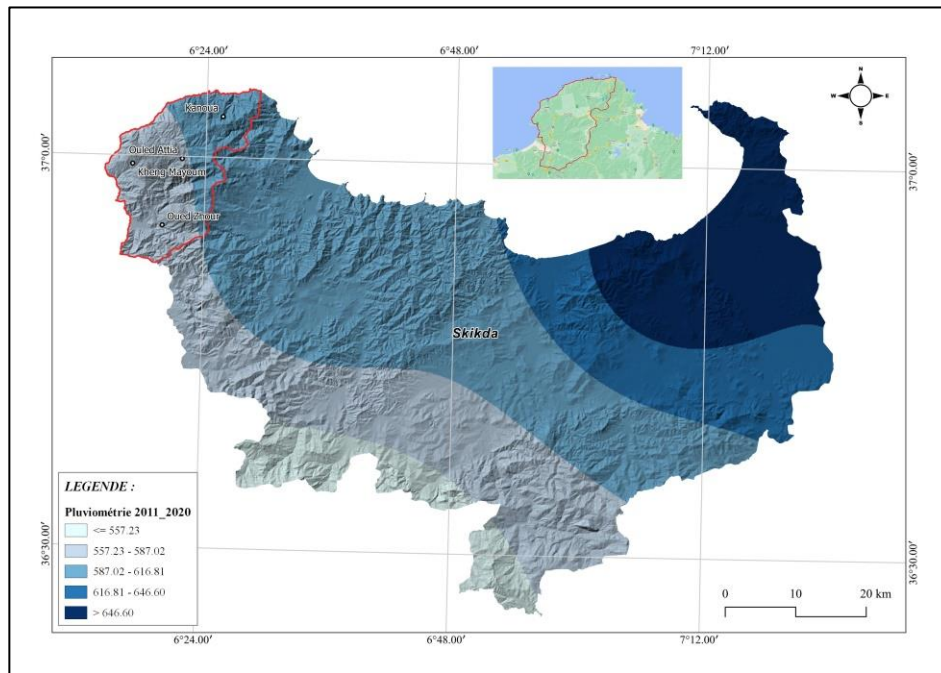 6°24.00′ 6°48.00′ 7°12.00′
N
W E
S
Kanoua
37°0.00′ 37°0.00′
Ouled Attia
Kheng-Mayoum
Oued Zhour
Skikda
LEGENDE :
Pluviométrie 2011_2020
<= 557.23
557.23 - 587.02
587.02 - 616.81
616.81 - 646.60
> 646.60
36°30.00′ 36°30.00′
0 10 20 km
6°24.00′ 6°48.00′ 7°12.00′